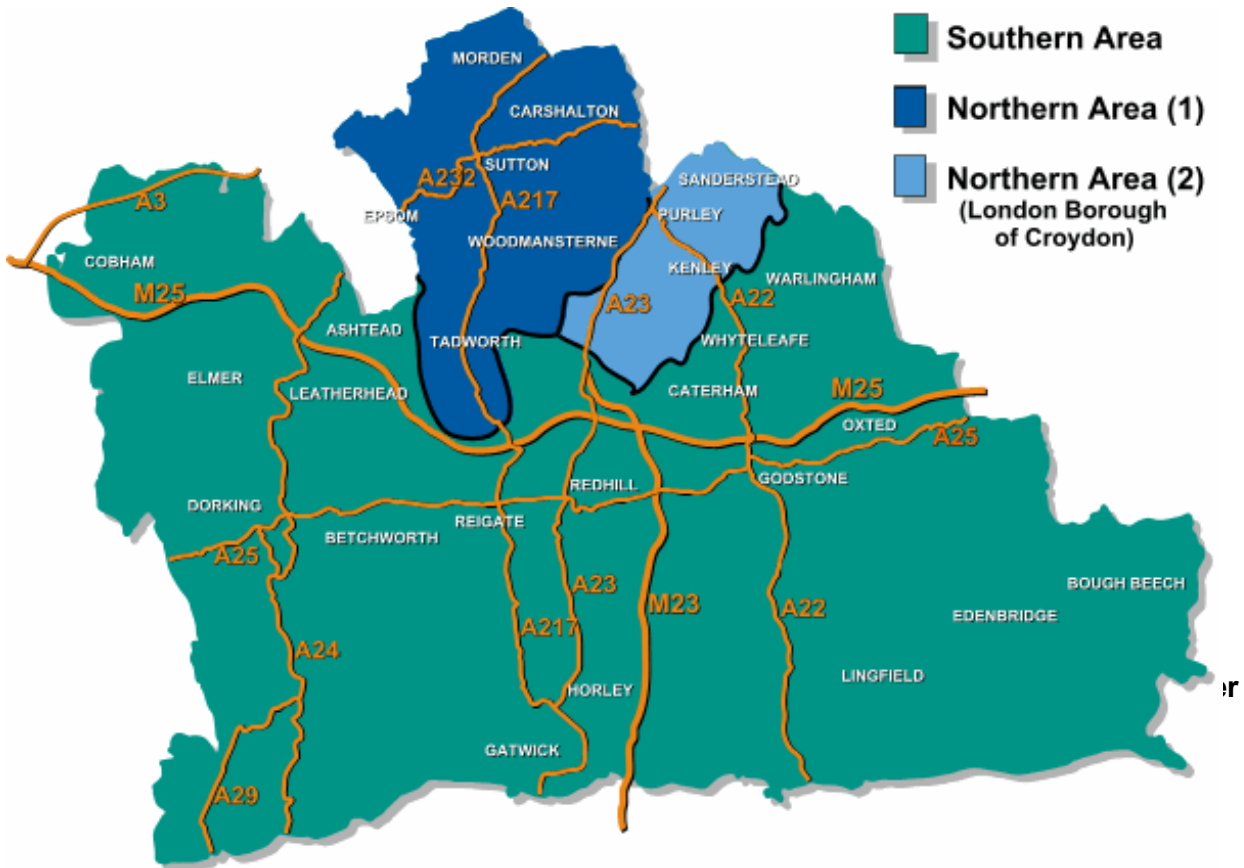 Southern Area
Northern Area (1)
Northern Area (2)
(London Borough
of Croydon)
MORDEN
CARSHALTON
SUTTON
A232
A217
EPSOM
WOODMANSTERNE
SANDERSTEAD
PURLEY
KENLEY
WARLINGHAM
A3
COBHAM
M25
A23
A22
ASHTEAD
TADWORTH
WHYTELEAFE
ELMER
LEATHERHEAD
CATERHAM
M25
OXTED
A25
REDHILL
GODSTONE
DORKING
REIGATE
BETCHWORTH
A25
A23
M23
A22
BOUGH BEECH
EDENBRIDGE
A217
A24
LINGFIELD
HORLEY
er
GATWICK
A29